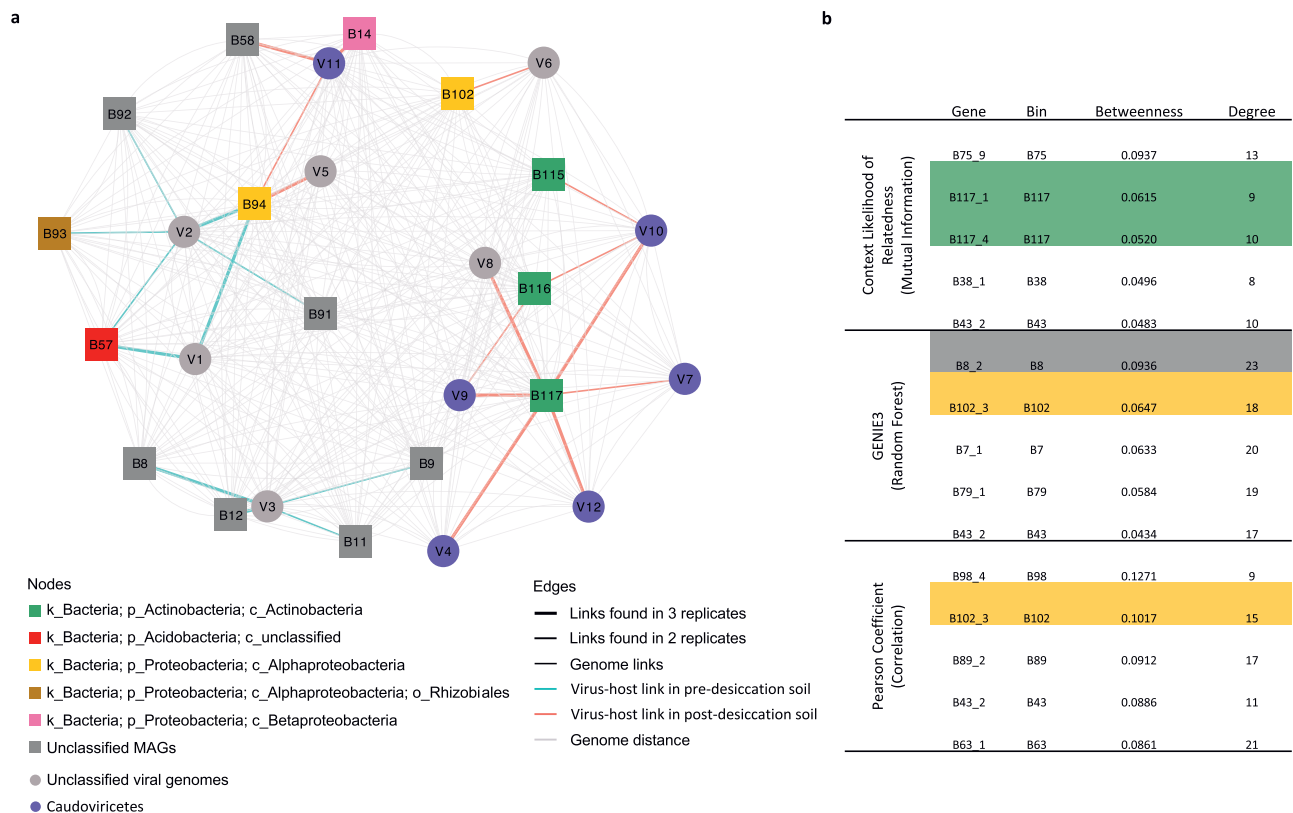 a
B58
B14
V11
V6
B102
B92
V5
B115
B94
B93
V2
V10
V8
B116
B91
B57
V1
V7
V9
B117
B8
B9
B12
V3
V12
B11
V4
Nodes
k_Bacteria; p_Actinobacteria; c_Actinobacteria
k_Bacteria; p_Acidobacteria; c_unclassified
k_Bacteria; p_Proteobacteria; c_Alphaproteobacteria
k_Bacteria; p_Proteobacteria; c_Alphaproteobacteria; o_Rhizobiales
k_Bacteria; p_Proteobacteria; c_Betaproteobacteria
Unclassified MAGs
Unclassified viral genomes
Caudoviricetes
Edges
Links found in 3 replicates
Links found in 2 replicates
Genome links
Virus-host link in pre-desiccation soil
Virus-host link in post-desiccation soil
Genome distance
b
Gene Bin Betweenness Degree
Context Likelihood of
Relatedness
(Mutual Information)
B75_9 B75 0.0937 13
B117_1 B117 0.0615 9
B117_4 B117 0.0520 10
B38_1 B38 0.0496 8
B43_2 B43 0.0483 10
GENIE3
(Random Forest)
B8_2 B8 0.0936 23
B102_3 B102 0.0647 18
B7_1 B7 0.0633 20
B79_1 B79 0.0584 19
B43_2 B43 0.0434 17
Pearson Coefficient
(Correlation)
B98_4 B98 0.1271 9
B102_3 B102 0.1017 15
B89_2 B89 0.0912 17
B43_2 B43 0.0886 11
B63_1 B63 0.0861 21